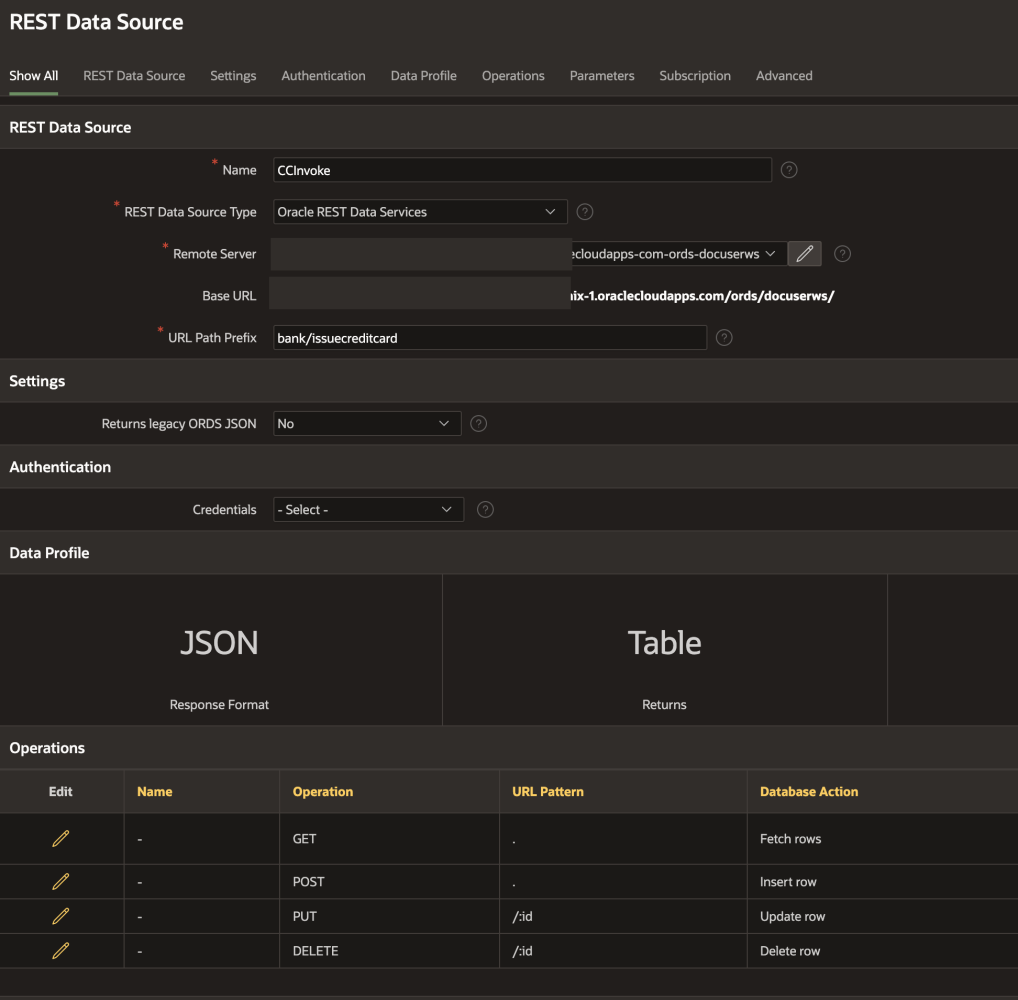 REST Data Source
Show All REST Data Source Settings Authentication Data Profile Operations Parameters Subscription Advanced
REST Data Source
* Name CCInvoke ?
* REST Data Source Type Oracle REST Data Services ?
* Remote Server ecloudapps-com-ords-docuserws ?
Base URL ix-1.oraclecloudapps.com/ords/docuserws/
* URL Path Prefix bank/issuecreditcard ?
Settings
Returns legacy ORDS JSON No ?
Authentication
Credentials - Select - ?
Data Profile
JSON Table
Response Format Returns
Operations
Edit Name Operation URL Pattern Database Action
- GET . Fetch rows
- POST . Insert row
- PUT /:id Update row
- DELETE /:id Delete row